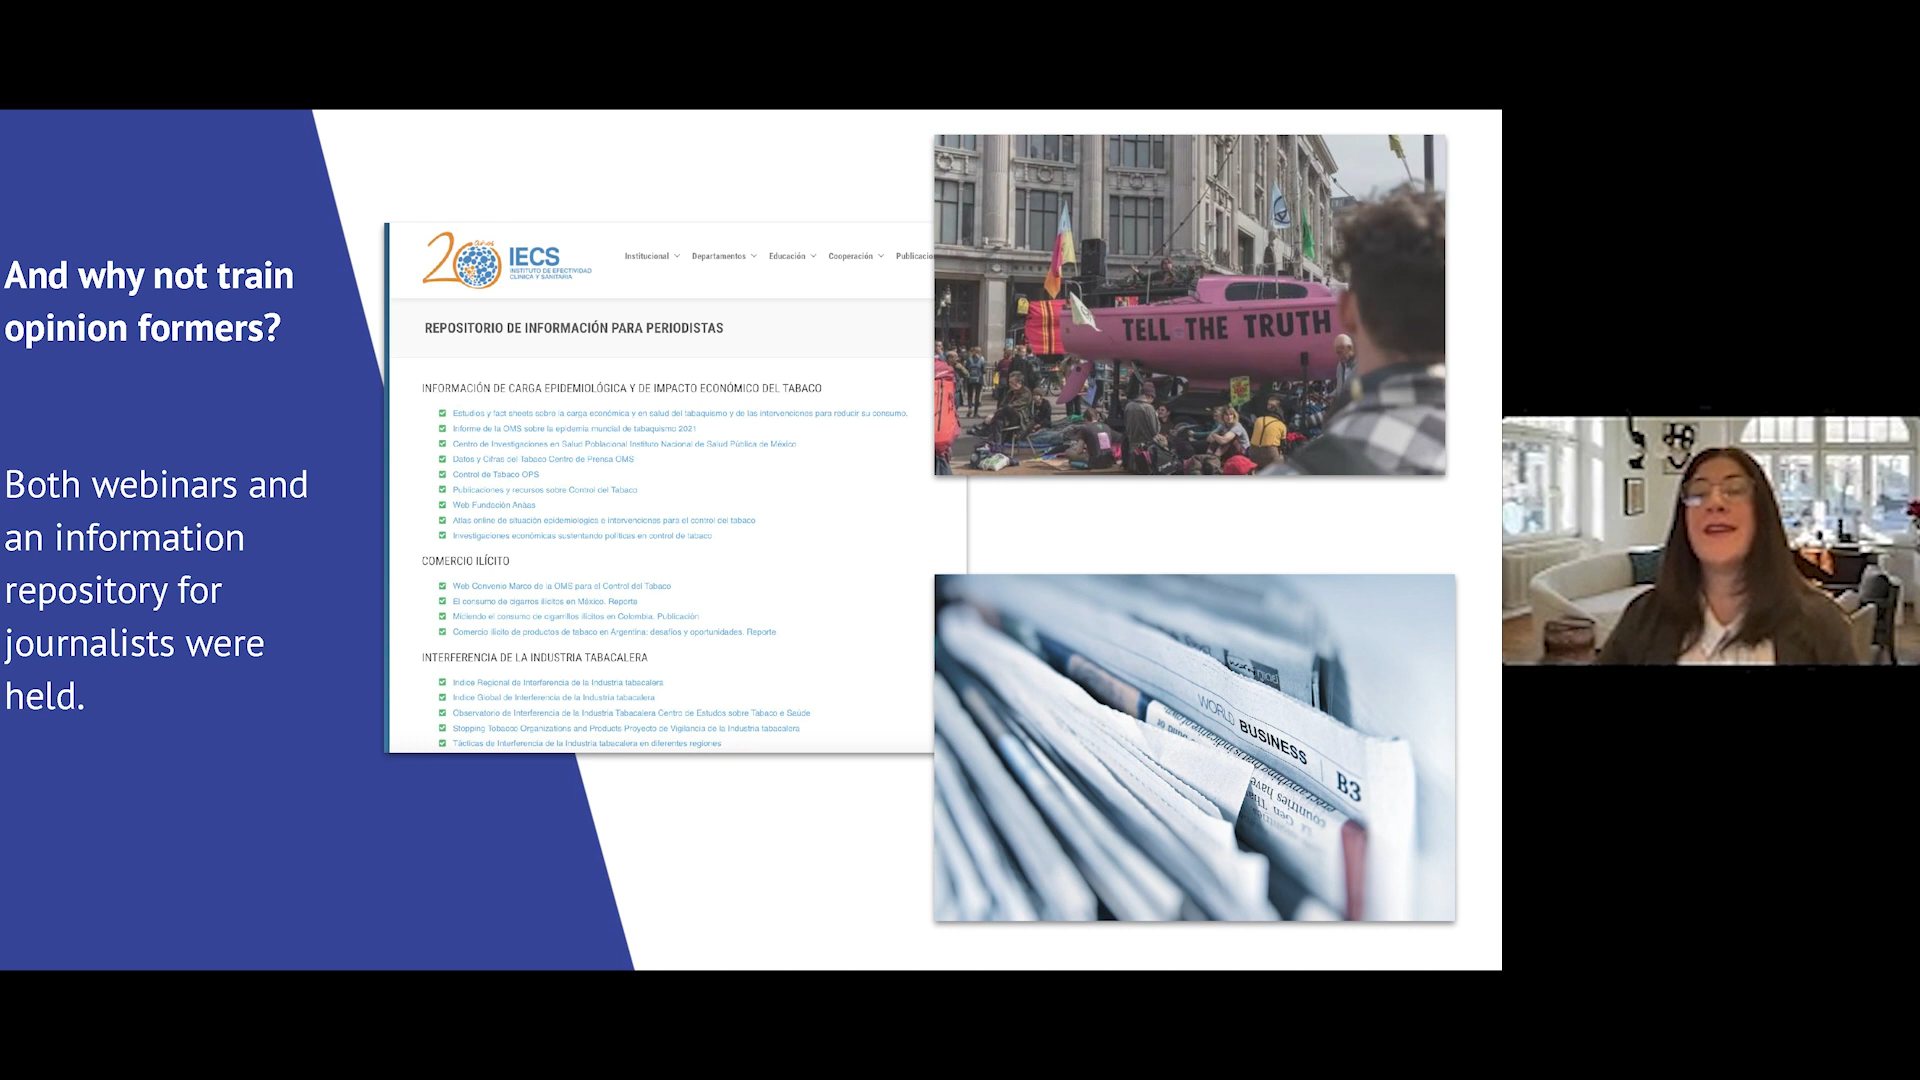 And why not train
opinion formers?
Both webinars and
an information
repository for
journalists were
held.
20 años
IECS
INSTITUTO DE EFECTIVIDAD
CLÍNICA Y SANITARIA
Institucional
Departamentos
Educación
Cooperación
Publicacio
REPOSITORIO DE INFORMACIÓN PARA PERIODISTAS
INFORMACIÓN DE CARGA EPIDEMIOLÓGICA Y DE IMPACTO ECONÓMICO DEL TABACO
Estudios y fact sheets sobre la carga económica y en salud del tabaquismo y de las intervenciones para reducir su consumo.
Informe de la OMS sobre la epidemia mundial de tabaquismo 2021
Centro de Investigaciones en Salud Poblacional Instituto Nacional de Salud Pública de México
Datos y Cifras del Tabaco Centro de Prensa OMS
Control de Tabaco OPS
Publicaciones y recursos sobre Control del Tabaco
Web Fundación Anáas
Atlas online de situación epidemiologica e intervenciones para el control del tabaco
Investigaciones económicas sustentando políticas en control de tabaco
COMERCIO ILÍCITO
Web Convenio Marco de la OMS para el Control del Tabaco
El consumo de cigarros ilícitos en México. Reporte
Midiendo el consumo de cigarrillos ilícitos en Colombia. Publicación
Comercio ilícito de productos de tabaco en Argentina: desafíos y oportunidades. Reporte
INTERFERENCIA DE LA INDUSTRIA TABACALERA
Indice Regional de Interferencia de la Industria tabacalera
Indice Global de Interferencia de la Industria tabacalera
Observatorio de Interferencia de la Industria Tabacalera Centro de Estudos sobre Tabaco e Saúde
Stopping Tobacco Organizations and Products Proyecto de Vigilancia de la Industria tabacalera
Tácticas de Interferencia de la Industria tabacalera en diferentes regiones
TELL THE TRUTH
WORLD BUSINESS
B3
countries have